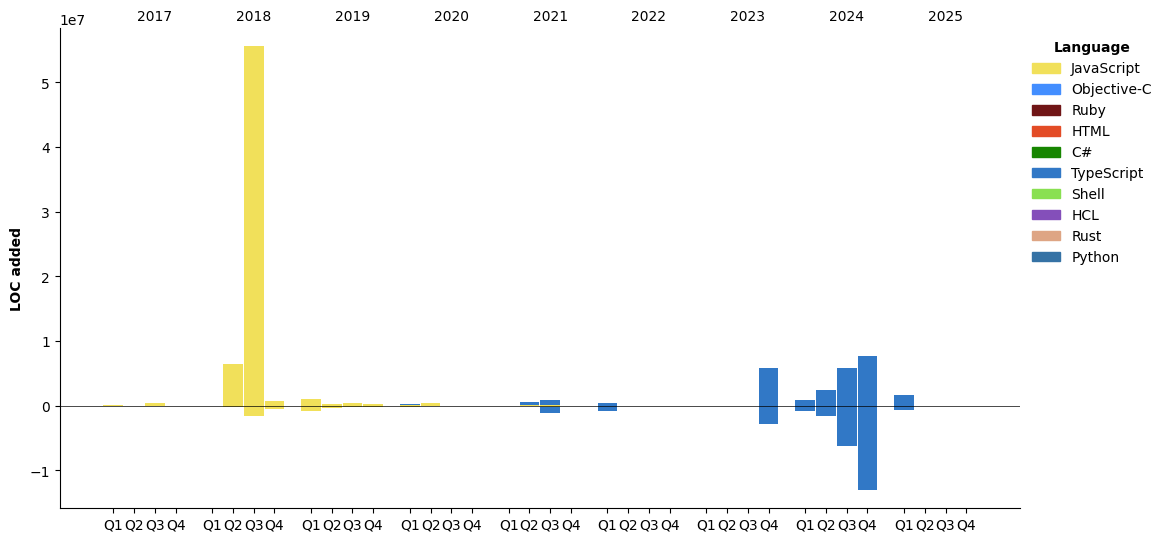 1e7
2017 2018 2019 2020 2021 2022 2023 2024 2025
LOC added
5
4
3
2
1
0
−1
Q1 Q2 Q3 Q4 Q1 Q2 Q3 Q4 Q1 Q2 Q3 Q4 Q1 Q2 Q3 Q4 Q1 Q2 Q3 Q4 Q1 Q2 Q3 Q4 Q1 Q2 Q3 Q4 Q1 Q2 Q3 Q4 Q1 Q2 Q3 Q4
Language
JavaScript
Objective-C
Ruby
HTML
C#
TypeScript
Shell
HCL
Rust
Python